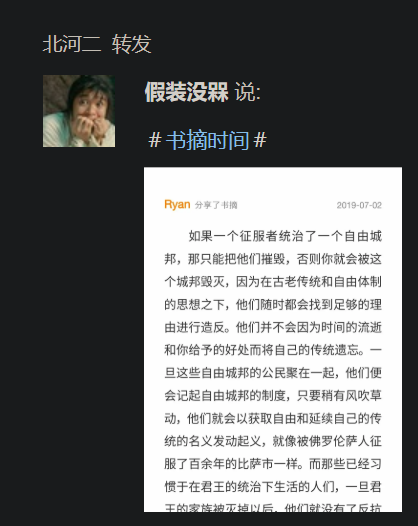 北河二 转发
假装没槑 说:
#书摘时间#
Ryan 分享了书摘 2019-07-02
如果一个征服者统治了一个自由城
邦，那只能把他们摧毁，否则你就会被这
个城邦毁灭，因为在古老传统和自由体制
的思想之下，他们随时都会找到足够的理
由进行造反。他们并不会因为时间的流逝
和你给予的好处而将自己的传统遗忘。一
旦这些自由城邦的公民聚在一起，他们便
会记起自由城邦的制度，只要稍有风吹草
动，他们就会以获取自由和延续自己的传
统的名义发动起义，就像被佛罗伦萨人征
服了百余年的比萨市一样。而那些已经习
惯于在君王的统治下生活的人们，一旦君
王的家族被灭掉以后，他们就没有了反抗